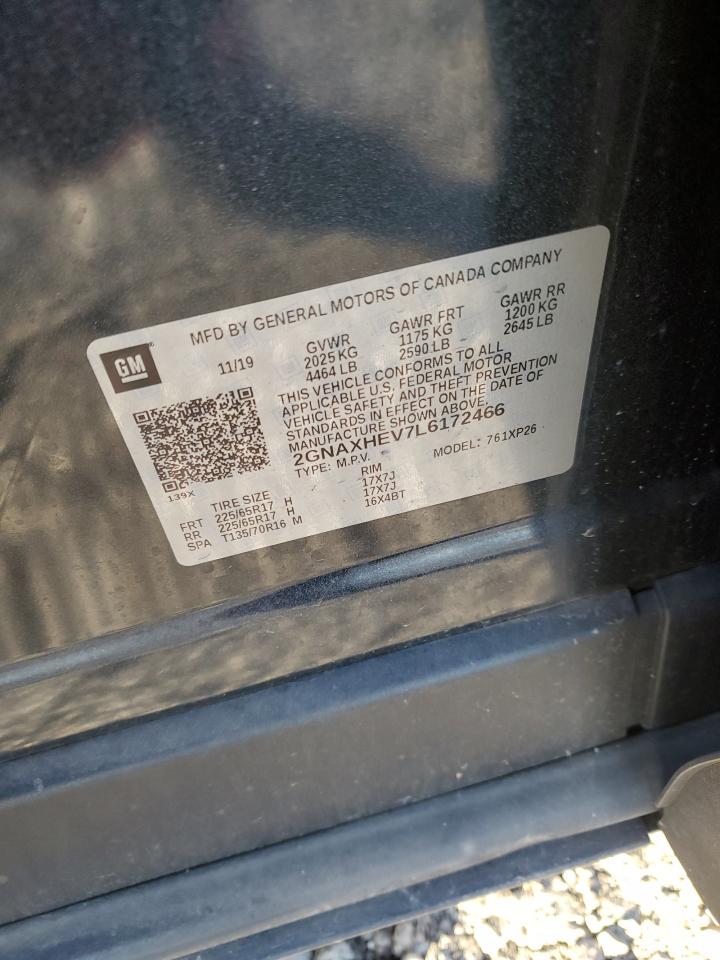 MFD BY GENERAL MOTORS OF CANADA COMPANY
GM
11/19 GVWR GAWR FRT GAWR RR
2025 KG 1175 KG 1200 KG
4464 LB 2590 LB 2645 LB
THIS VEHICLE CONFORMS TO ALL
APPLICABLE U.S. FEDERAL MOTOR
VEHICLE SAFETY AND THEFT PREVENTION
STANDARDS IN EFFECT ON THE DATE OF
MANUFACTURE SHOWN ABOVE.
2GNAXHEV7L6172466
TYPE: M.P.V. MODEL: 761XP26
139X
TIRE SIZE RIM
FRT 225/65R17 H 17X7J
RR 225/65R17 H 17X7J
SPA T135/70R16 M 16X4BT